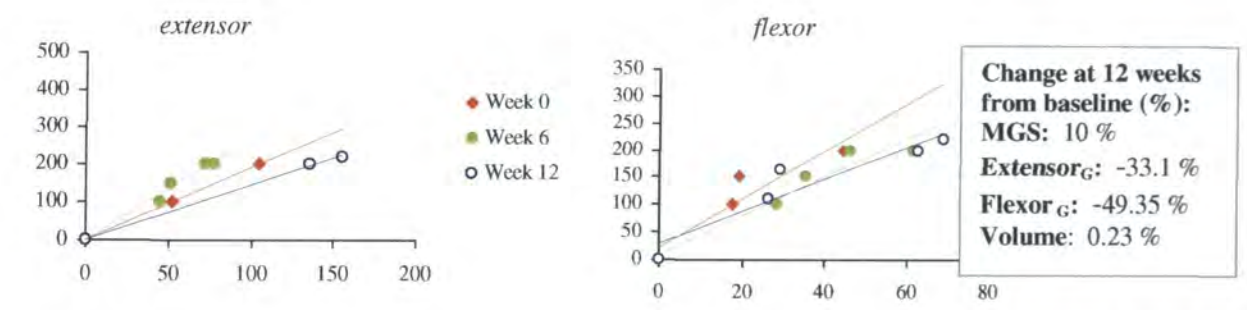 extensor
500
400
300
200
100
0
0 50 100 150 200
Week 0
Week 6
Week 12
flexor
350
300
250
200
150
100
50
0
0 20 40 60 80
Change at 12 weeks
from baseline (%):
MGS: 10 %
ExtensorG: -33.1 %
Flexor G: -49.35 %
Volume: 0.23 %